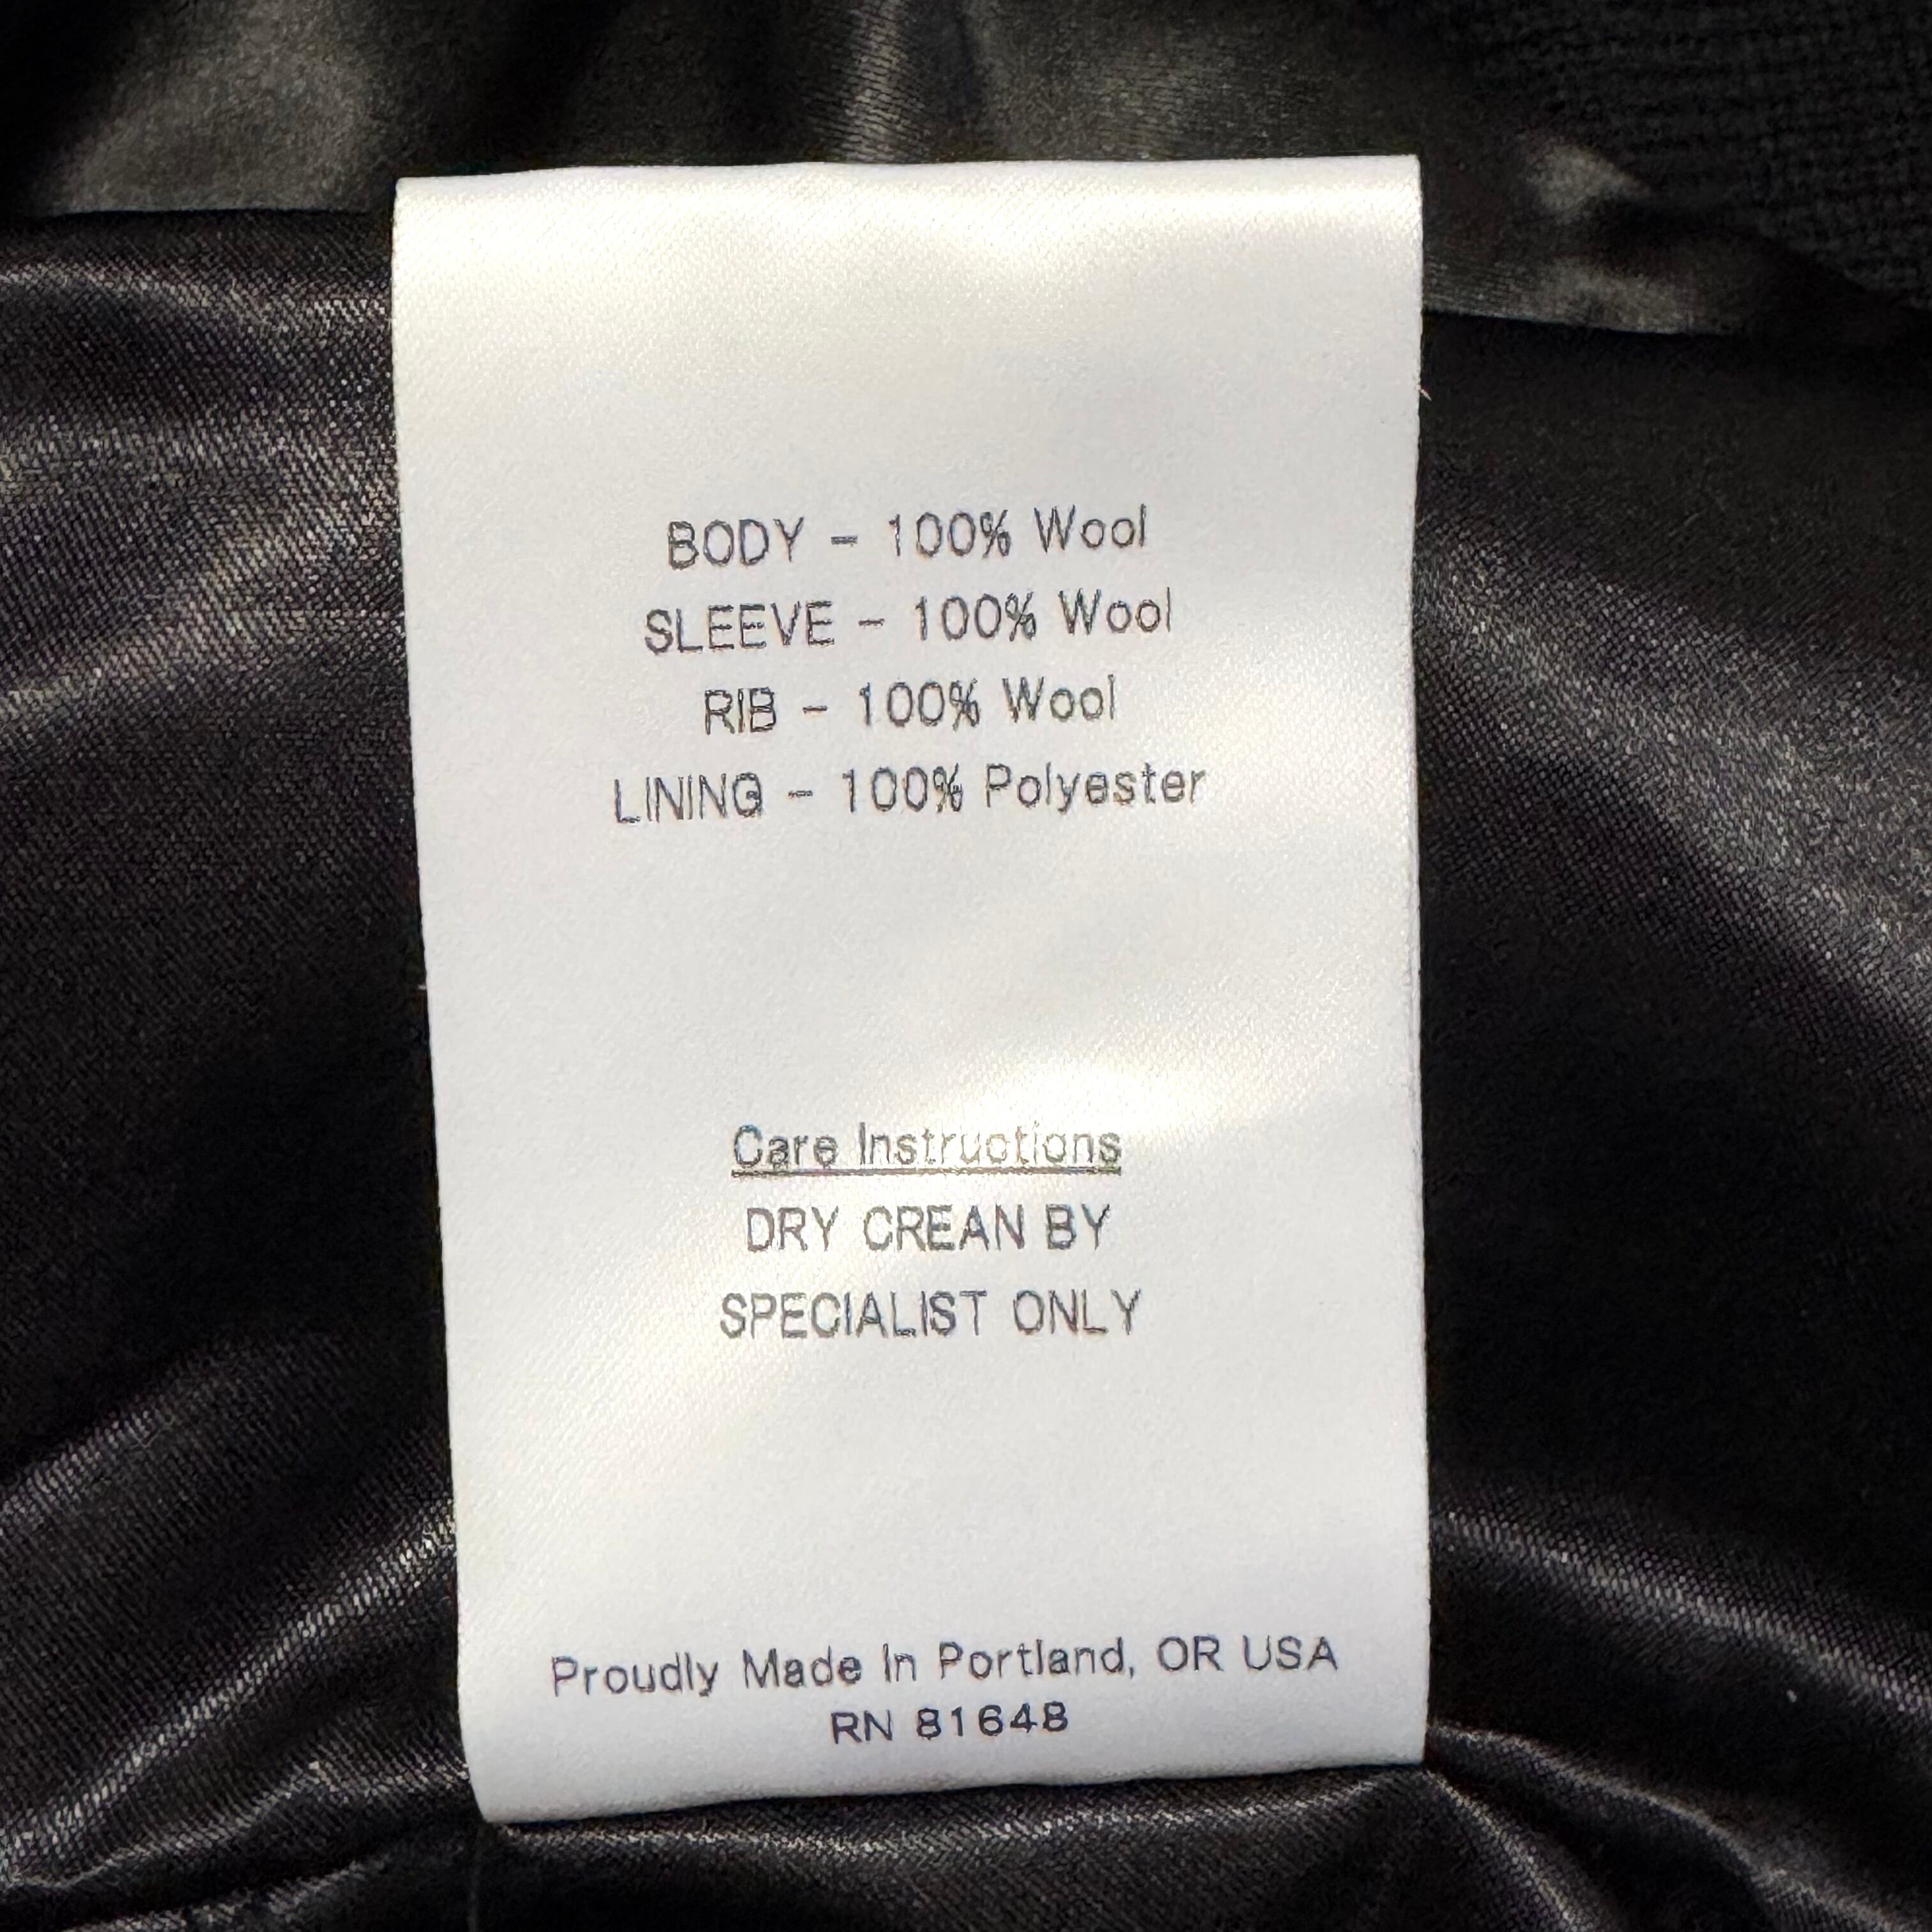 BODY - 100% Wool
SLEEVE - 100% Wool
RIB - 100% Wool
LINING - 100% Polyester
Care Instructions
DRY CREAN BY
SPECIALIST ONLY
Proudly Made In Portland, OR USA
RN 81648